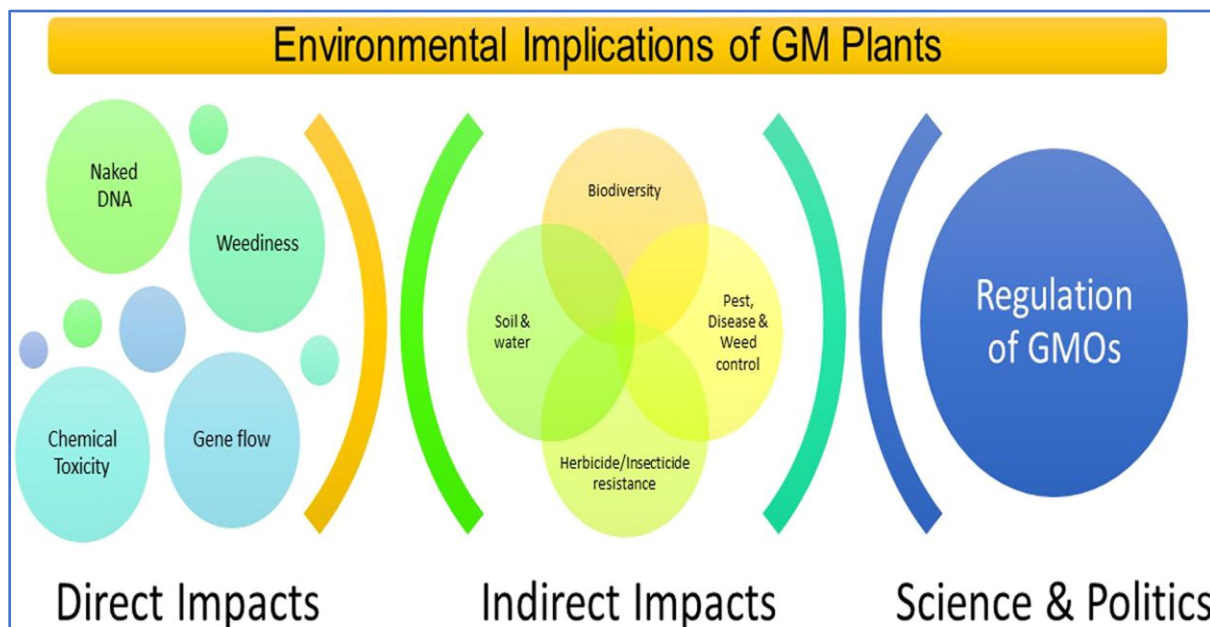 Environmental Implications of GM Plants
Naked
DNA
Weediness
Chemical
Toxicity
Gene flow
Direct Impacts
Biodiversity
Soil &
water
Pest,
Disease &
Weed
control
Herbicide/Insecticide
resistance
Indirect Impacts
Regulation
of GMOs
Science & Politics